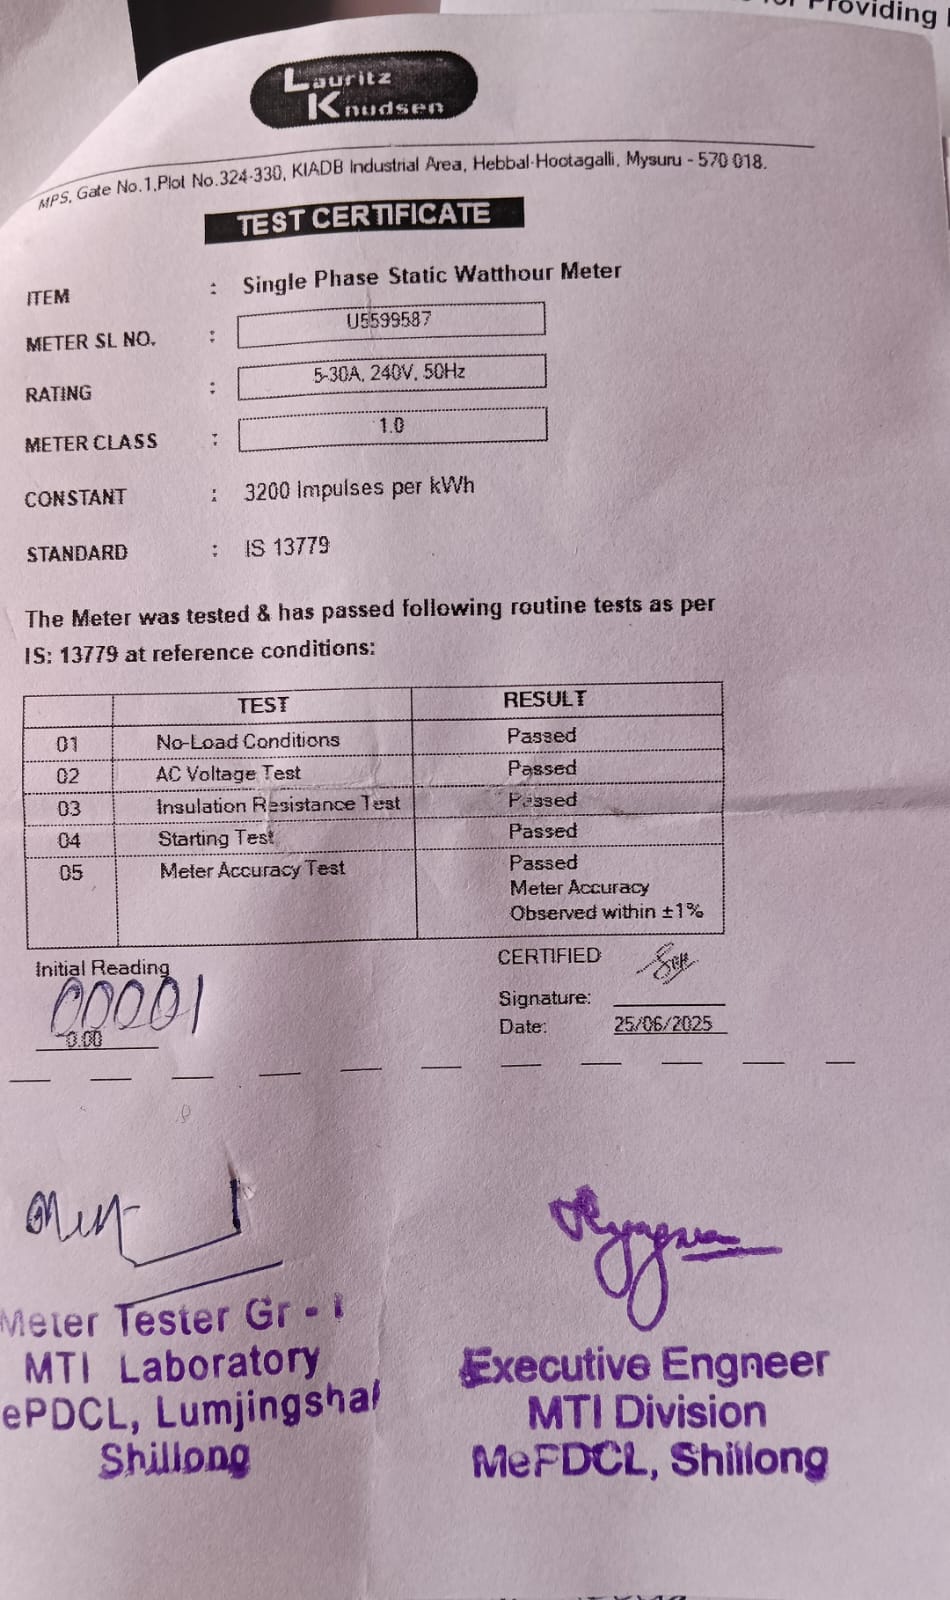 Providing
Lauritz
Knudsen
MPS, Gate No.1,Plot No.324-330, KIADB Industrial Area, Hebbal-Hootagalli, Mysuru - 570 018.
TEST CERTIFICATE
ITEM : Single Phase Static Watthour Meter
METER SL NO. : U5599587
RATING : 5-30A, 240V, 50Hz
METER CLASS : 1.0
CONSTANT : 3200 Impulses per kWh
STANDARD : IS 13779
The Meter was tested & has passed following routine tests as per
IS: 13779 at reference conditions:
TEST RESULT
01 No-Load Conditions Passed
02 AC Voltage Test Passed
03 Insulation Resistance Test Passed
04 Starting Test Passed
05 Meter Accuracy Test Passed
Meter Accuracy
Observed within ±1%
Initial Reading
00001
0.00
CERTIFIED
Signature:
Date: 25/06/2025
Meter Tester Gr - I
MTI Laboratory
ePDCL, Lumjingshai
Shillong
Executive Engneer
MTI Division
MePDCL, Shillong